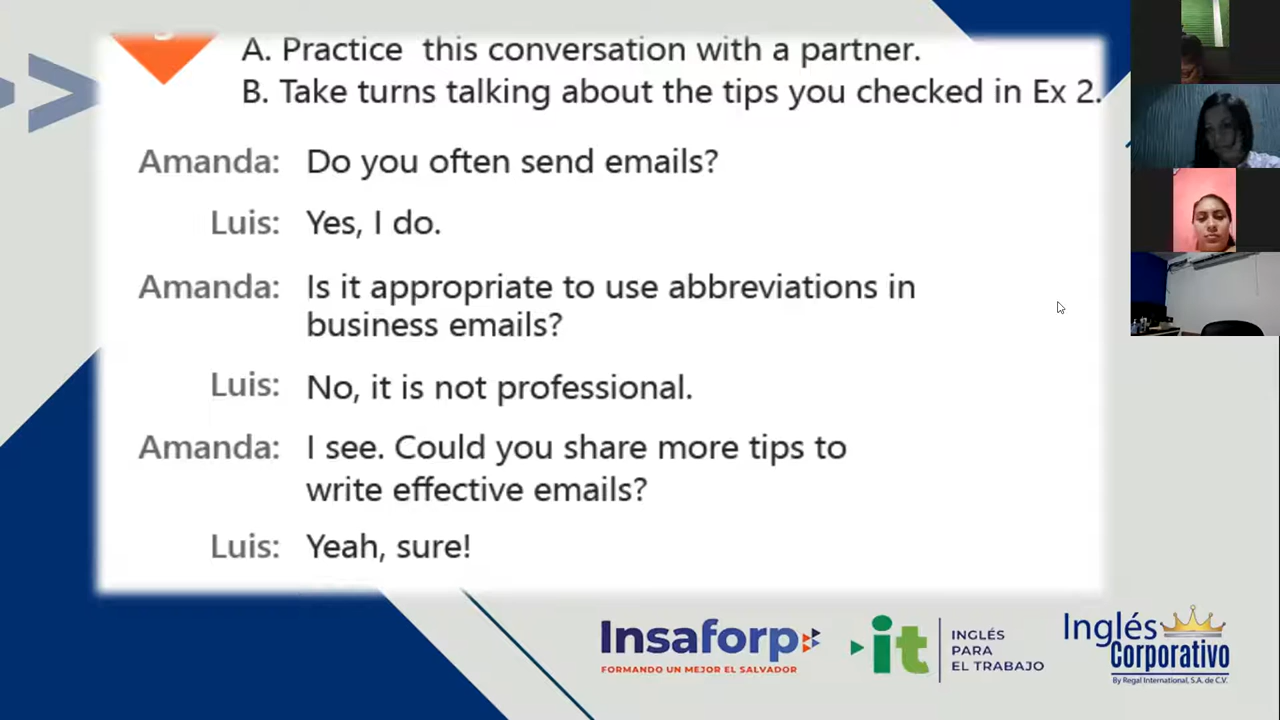 A. Practice this conversation with a partner.
B. Take turns talking about the tips you checked in Ex 2.
Amanda: Do you often send emails?
Luis: Yes, I do.
Amanda: Is it appropriate to use abbreviations in
business emails?
Luis: No, it is not professional.
Amanda: I see. Could you share more tips to
write effective emails?
Luis: Yeah, sure!
Insaforp
FORMANDO UN MEJOR EL SALVADOR
it
INGLÉS
PARA
EL TRABAJO
Inglés
Corporativo
By Regal International, S.A. de C.V.